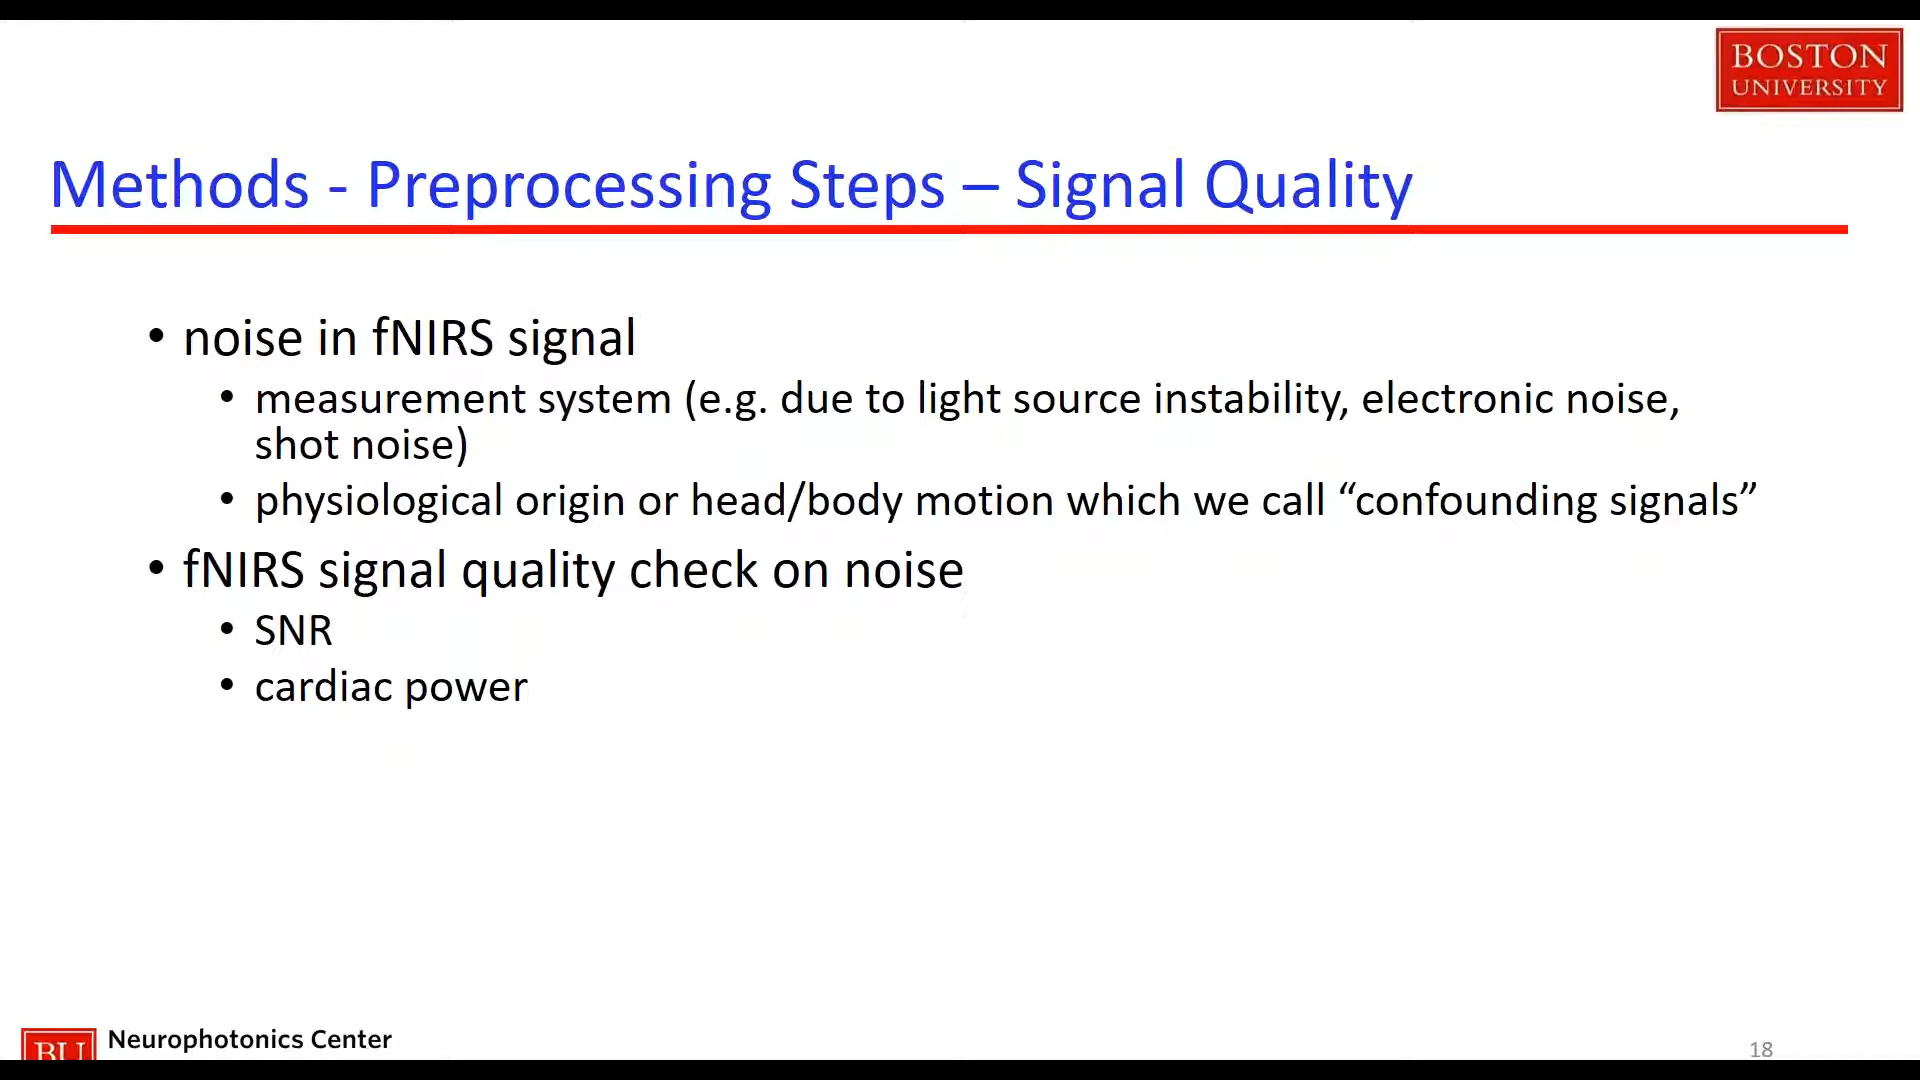 BOSTON
UNIVERSITY
Methods - Preprocessing Steps – Signal Quality
• noise in fNIRS signal
• measurement system (e.g. due to light source instability, electronic noise,
shot noise)
• physiological origin or head/body motion which we call “confounding signals”
• fNIRS signal quality check on noise
• SNR
• cardiac power
BU
Neurophotonics Center
18